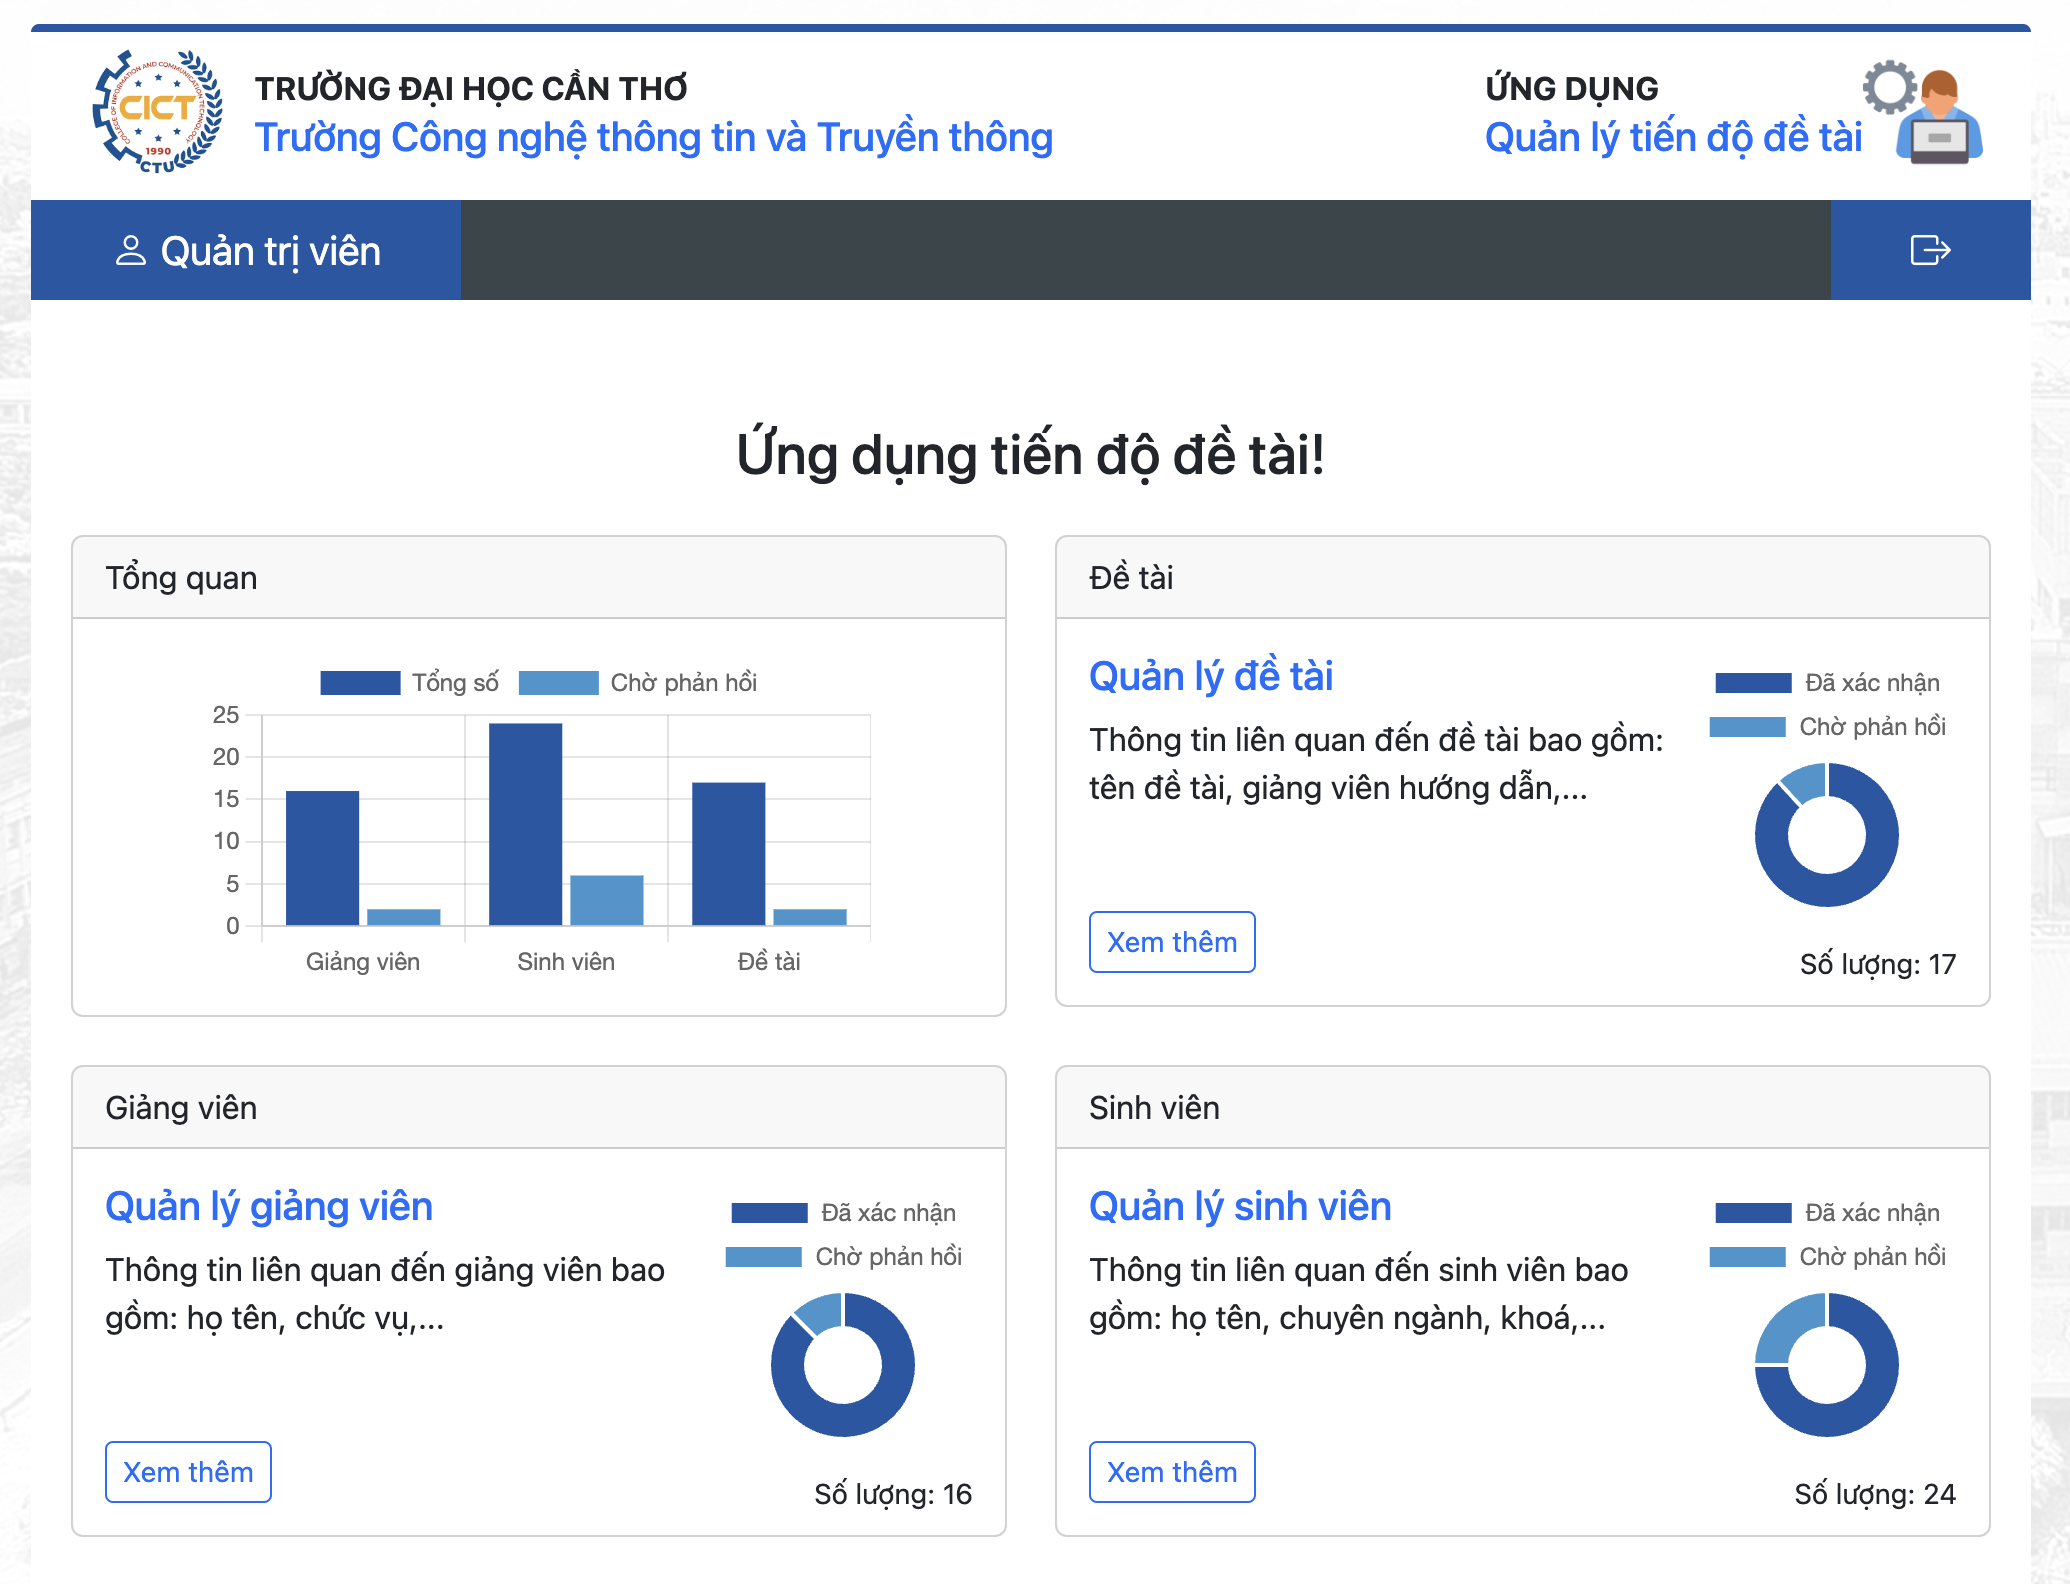 COLLEGE OF INFORMATION AND COMMUNICATION TECHNOLOGY
CICT
1990
CTU
TRƯỜNG ĐẠI HỌC CẦN THƠ
Trường Công nghệ thông tin và Truyền thông
ỨNG DỤNG
Quản lý tiến độ đề tài
Quản trị viên
Ứng dụng tiến độ đề tài!
Tổng quan
Tổng số
Chờ phản hồi
25
20
15
10
5
0
Giảng viên
Sinh viên
Đề tài
Đề tài
Quản lý đề tài
Thông tin liên quan đến đề tài bao gồm:
tên đề tài, giảng viên hướng dẫn,...
Xem thêm
Đã xác nhận
Chờ phản hồi
Số lượng: 17
Giảng viên
Quản lý giảng viên
Thông tin liên quan đến giảng viên bao
gồm: họ tên, chức vụ,...
Xem thêm
Đã xác nhận
Chờ phản hồi
Số lượng: 16
Sinh viên
Quản lý sinh viên
Thông tin liên quan đến sinh viên bao
gồm: họ tên, chuyên ngành, khoá,...
Xem thêm
Đã xác nhận
Chờ phản hồi
Số lượng: 24